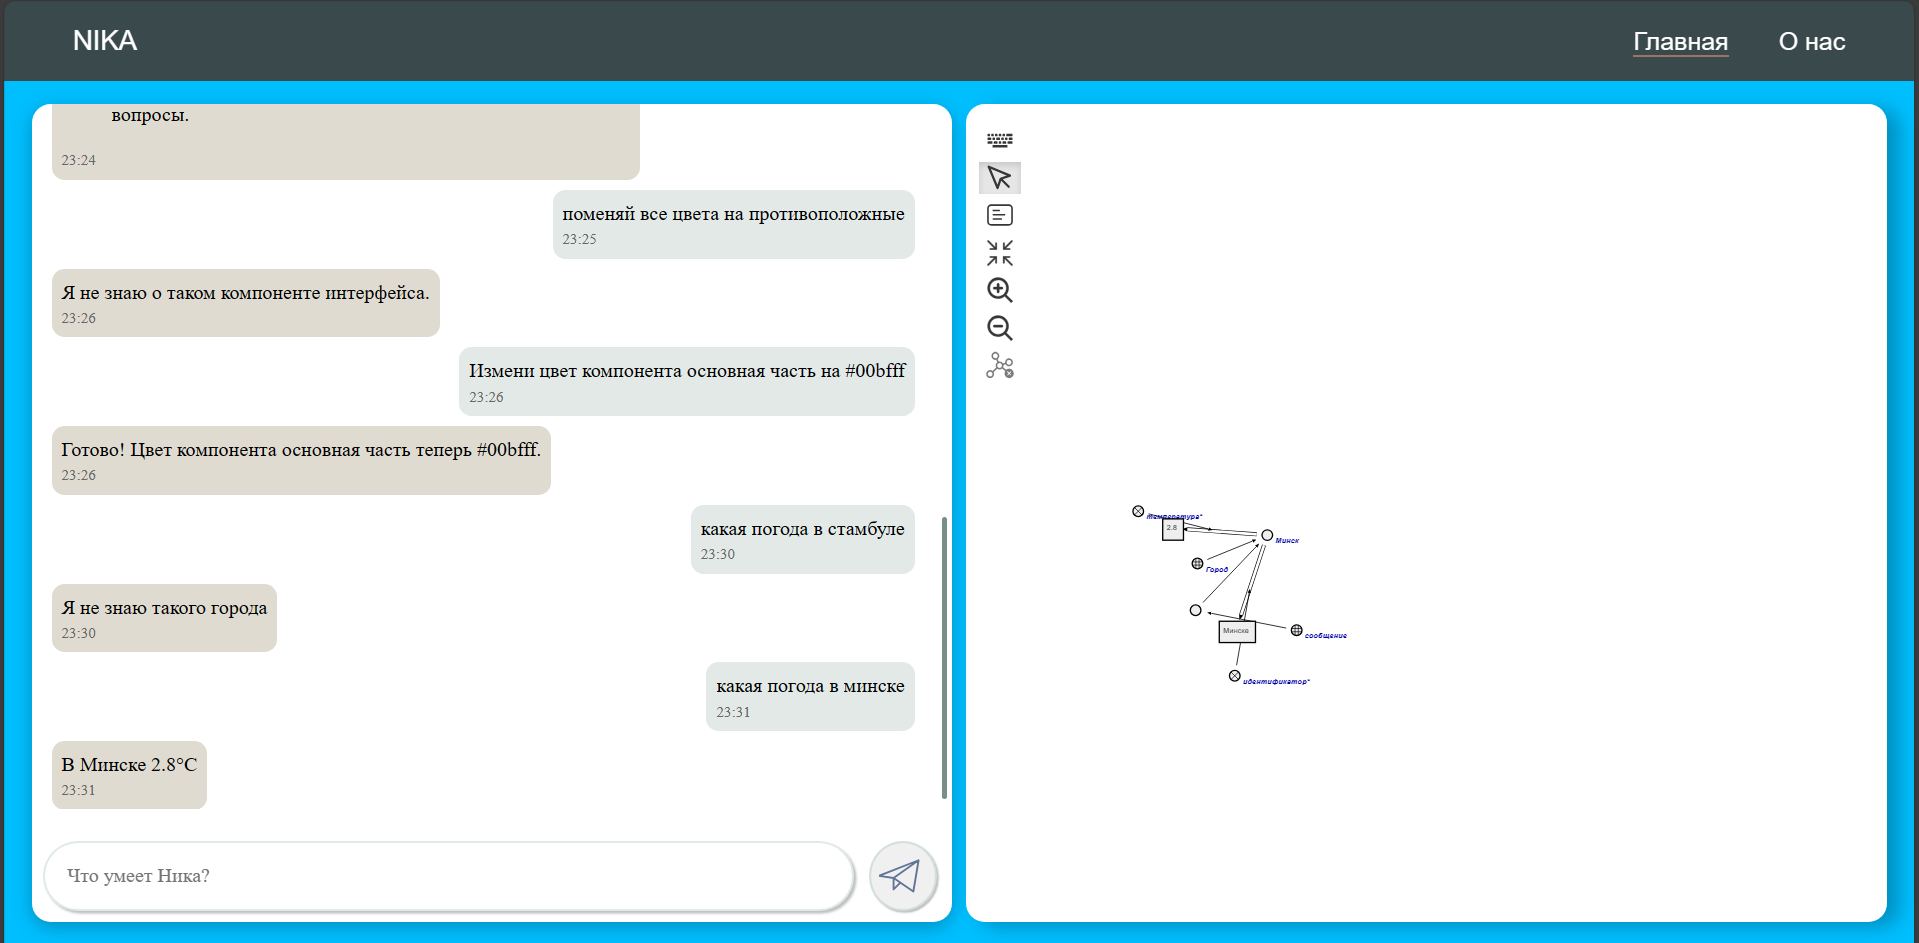 NIKA
Главная
О нас
вопросы.
23:24
поменяй все цвета на противоположные
23:25
Я не знаю о таком компоненте интерфейса.
23:26
Измени цвет компонента основная часть на #00bfff
23:26
Готово! Цвет компонента основная часть теперь #00bfff.
23:26
какая погода в стамбуле
23:30
Я не знаю такого города
23:30
какая погода в минске
23:31
В Минске 2.8°C
23:31
Что умеет Ника?
температура*
2.8
Минск
Город
Минске
сообщение
идентификатор*